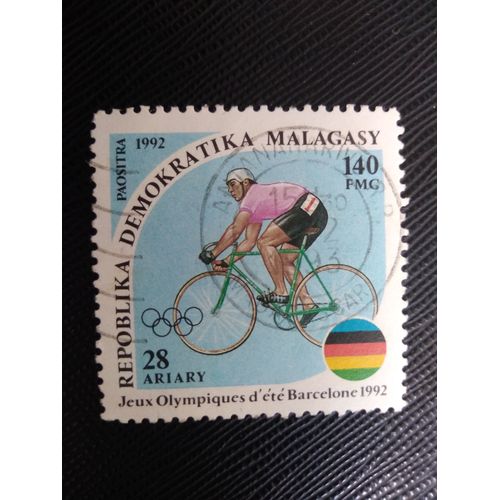 PAOSITRA 1992
REPOBLIKA DEMOKRATIKA MALAGASY
140
FMG
28
ARIARY
Jeux Olympiques d'été Barcelone 1992